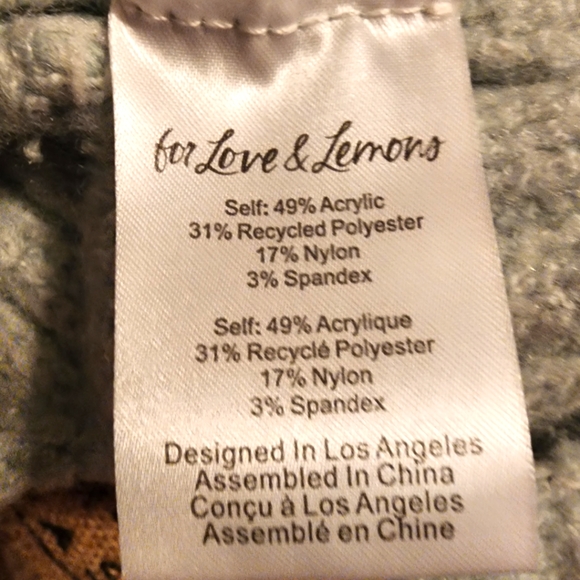 for Love & Lemons
Self: 49% Acrylic
31% Recycled Polyester
17% Nylon
3% Spandex
Self: 49% Acrylique
31% Recyclé Polyester
17% Nylon
3% Spandex
Designed In Los Angeles
Assembled In China
Conçu à Los Angeles
Assemblé en Chine